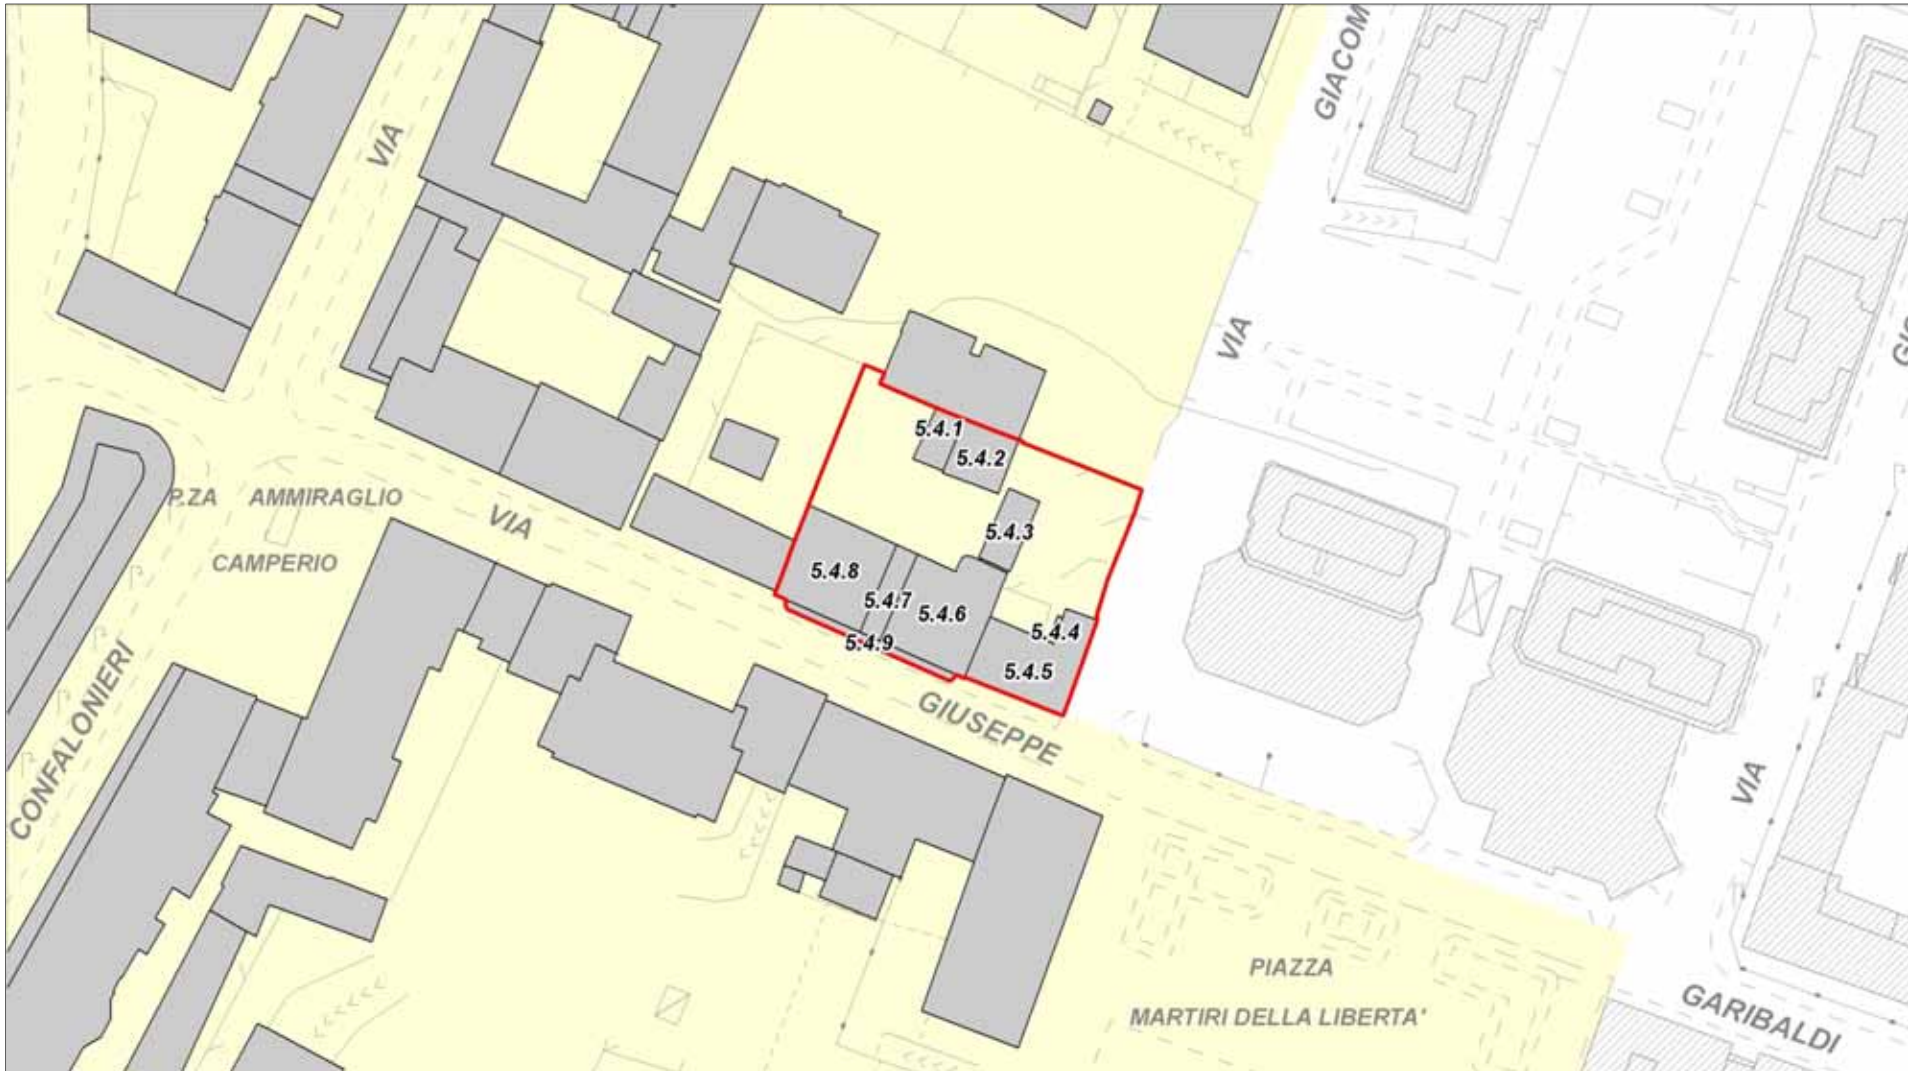 GIACOM
VIA
VIA
5.4.1
5.4.2
P.ZA AMMIRAGLIO
CAMPERIO
VIA
5.4.3
5.4.8
5.4.7
5.4.6
5.4.9
5.4.4
5.4.5
CONFALONIERI
GIUSEPPE
VIA
PIAZZA
MARTIRI DELLA LIBERTA'
GARIBALDI